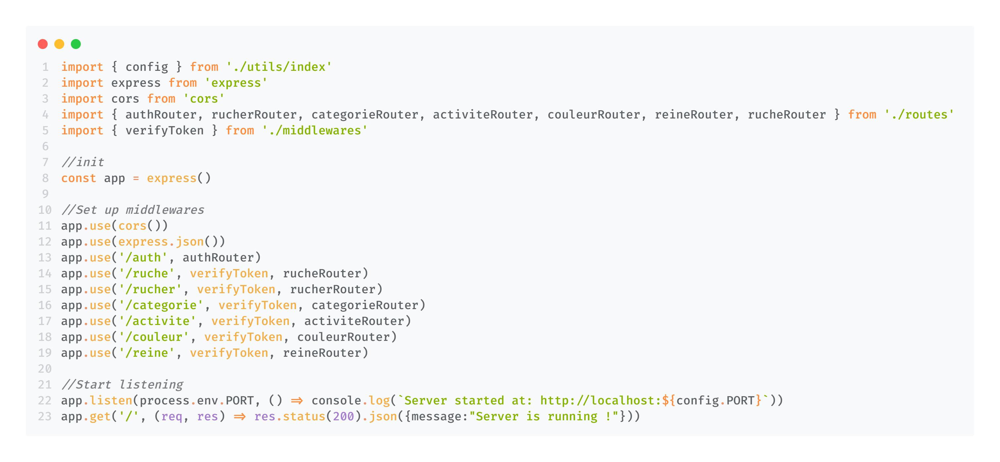 1 import { config } from './utils/index'
2 import express from 'express'
3 import cors from 'cors'
4 import { authRouter, rucherRouter, categorieRouter, activiteRouter, couleurRouter, reineRouter, rucheRouter } from './routes'
5 import { verifyToken } from './middlewares'
6
7 //init
8 const app = express()
9
10 //Set up middlewares
11 app.use(cors())
12 app.use(express.json())
13 app.use('/auth', authRouter)
14 app.use('/ruche', verifyToken, rucheRouter)
15 app.use('/rucher', verifyToken, rucherRouter)
16 app.use('/categorie', verifyToken, categorieRouter)
17 app.use('/activite', verifyToken, activiteRouter)
18 app.use('/couleur', verifyToken, couleurRouter)
19 app.use('/reine', verifyToken, reineRouter)
20
21 //Start listening
22 app.listen(process.env.PORT, () => console.log(`Server started at: http://localhost:${config.PORT}`))
23 app.get('/', (req, res) => res.status(200).json({message:"Server is running !"}))